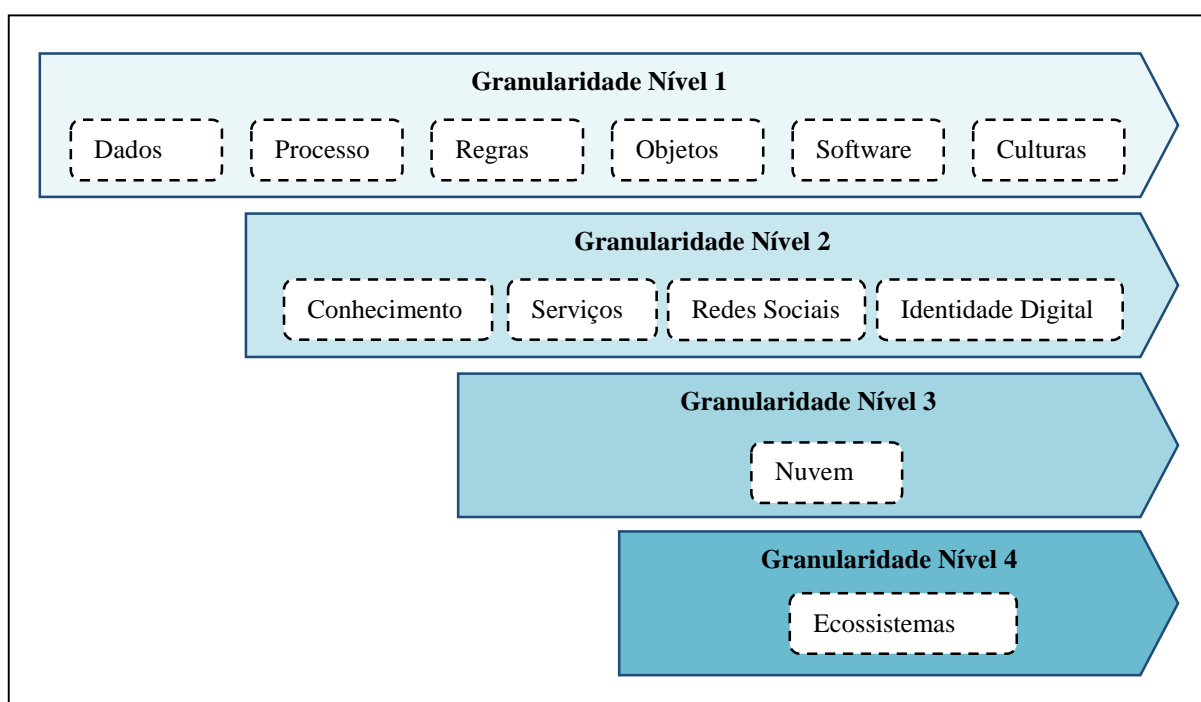 Granularidade Nível 1
Dados Processo Regras Objetos Software Culturas
Granularidade Nível 2
Conhecimento Serviços Redes Sociais Identidade Digital
Granularidade Nível 3
Nuvem
Granularidade Nível 4
Ecossistemas